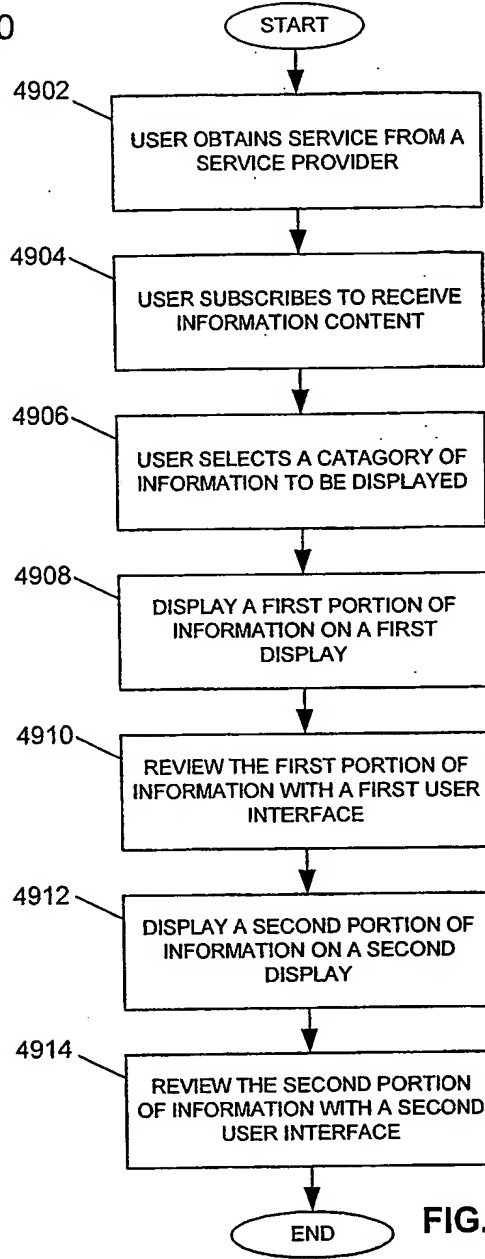 0
START
4902
USER OBTAINS SERVICE FROM A
SERVICE PROVIDER
4904
USER SUBSCRIBES TO RECEIVE
INFORMATION CONTENT
4906
USER SELECTS A CATAGORY OF
INFORMATION TO BE DISPLAYED
4908
DISPLAY A FIRST PORTION OF
INFORMATION ON A FIRST
DISPLAY
4910
REVIEW THE FIRST PORTION OF
INFORMATION WITH A FIRST USER
INTERFACE
4912
DISPLAY A SECOND PORTION OF
INFORMATION ON A SECOND
DISPLAY
4914
REVIEW THE SECOND PORTION
OF INFORMATION WITH A SECOND
USER INTERFACE
END
FIG.